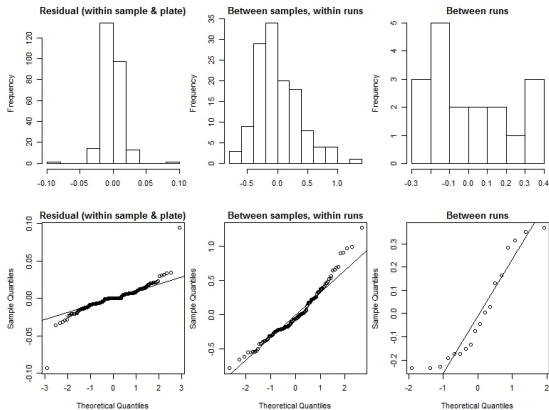 Residual (within sample & plate)
Between samples, within runs
Between runs
Frequency
0 20 40 60 80 100 120
-0.10 -0.05 0.00 0.05 0.10
Frequency
0 5 10 15 20 25 30 35
-0.5 0.0 0.5 1.0
Frequency
0 1 2 3 4 5
-0.3 -0.1 0.0 0.1 0.2 0.3 0.4
Residual (within sample & plate)
Between samples, within runs
Between runs
Sample Quantiles
-0.10 -0.05 0.00 0.05 0.10
-3 -2 -1 0 1 2 3
Theoretical Quantiles
Sample Quantiles
-0.5 0.0 0.5 1.0
-2 -1 0 1 2
Theoretical Quantiles
Sample Quantiles
-0.2 -0.1 0.0 0.1 0.2 0.3
-2 -1 0 1 2
Theoretical Quantiles